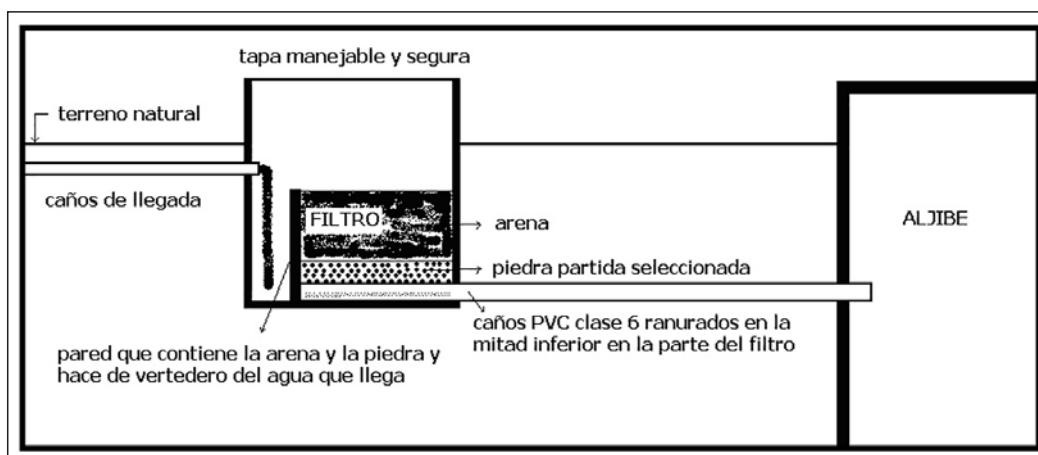 tapa manejable y segura
terreno natural
caños de llegada
FILTRO
arena
ALJIBE
piedra partida seleccionada
caños PVC clase 6 ranurados en la
mitad inferior en la parte del filtro
pared que contiene la arena y la piedra y
hace de vertedero del agua que llega